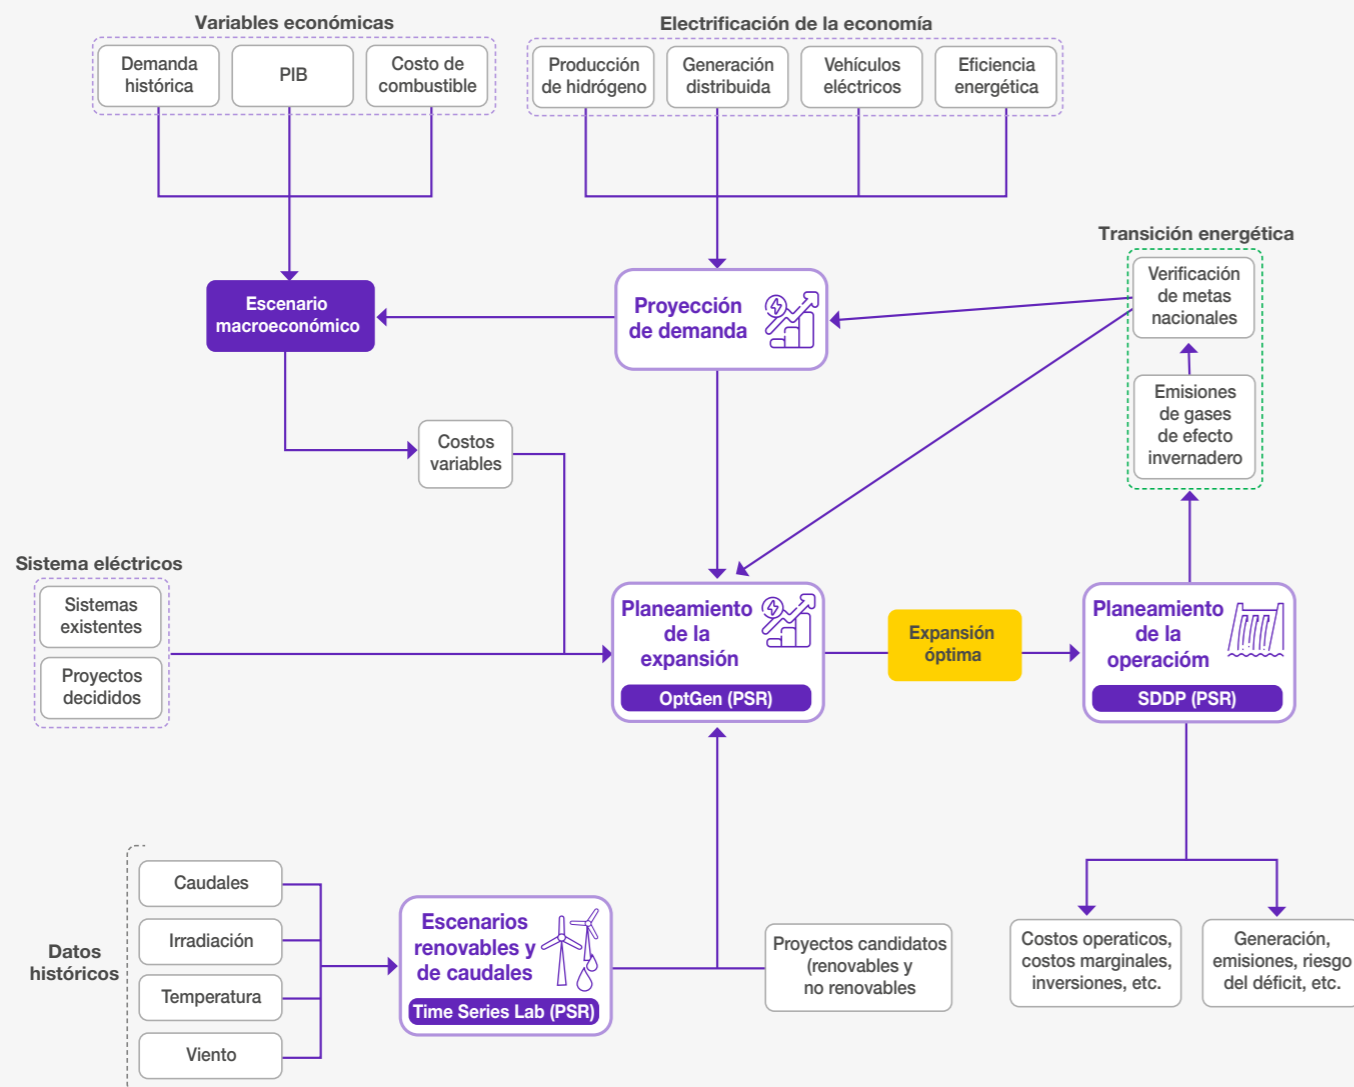 Variables económicas
Demanda
histórica
PIB
Costo de
combustible
Electrificación de la economía
Producción
de hidrógeno
Generación
distribuida
Vehículos
eléctricos
Eficiencia
energética
Transición energética
Verificación
de metas
nacionales
Emisiones
de gases
de efecto
invernadero
Escenario
macroeconómico
Proyección
de demanda
Costos
variables
Sistema eléctricos
Sistemas
existentes
Proyectos
decididos
Planeamiento
de la
expansión
OptGen (PSR)
Expansión
óptima
Planeamiento
de la
operacióm
SDDP (PSR)
Datos
históricos
Caudales
Irradiación
Temperatura
Viento
Escenarios
renovables y
de caudales
Time Series Lab (PSR)
Proyectos candidatos
(renovables y
no renovables
Costos operaticos,
costos marginales,
inversiones, etc.
Generación,
emisiones, riesgo
del déficit, etc.